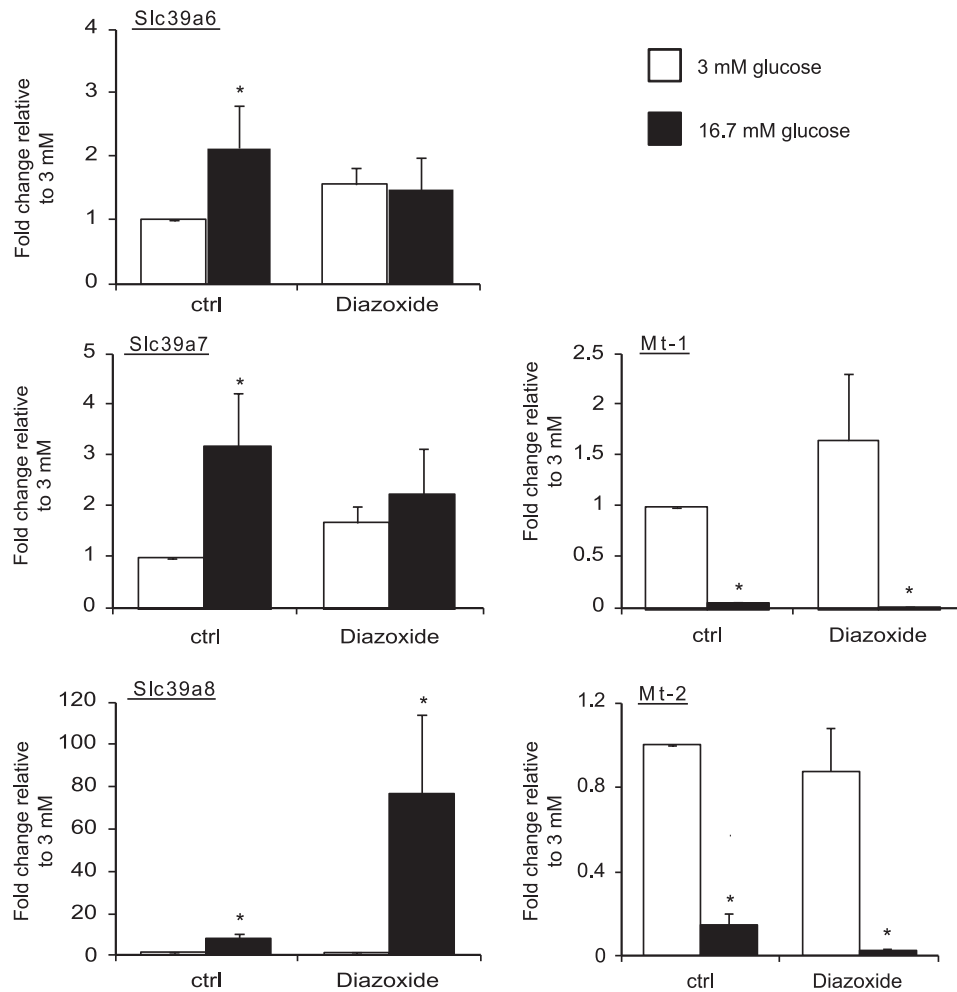 Slc39a6
Fold change relative
to 3 mM
4
3
2
1
0
*
ctrl
Diazoxide
3 mM glucose
16.7 mM glucose
Slc39a7
Fold change relative
to 3 mM
5
4
3
2
1
0
*
ctrl
Diazoxide
Mt-1
Fold change relative
to 3 mM
2.5
2
1.5
1
0.5
0
*
*
ctrl
Diazoxide
Slc39a8
Fold change relative
to 3 mM
120
100
80
60
40
20
0
*
*
ctrl
Diazoxide
Mt-2
Fold change relative
to 3 mM
1.2
0.8
0.4
0
*
*
ctrl
Diazoxide